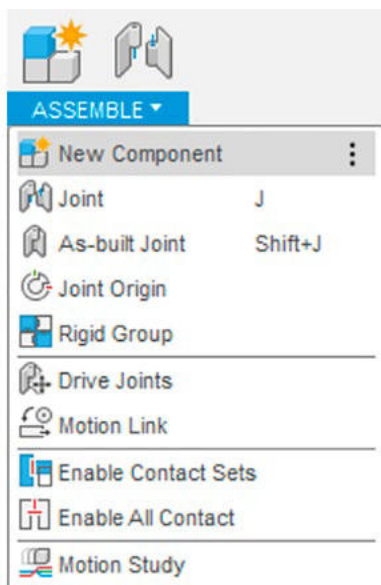 ASSEMBLE
New Component
Joint J
As-built Joint Shift+J
Joint Origin
Rigid Group
Drive Joints
Motion Link
Enable Contact Sets
Enable All Contact
Motion Study